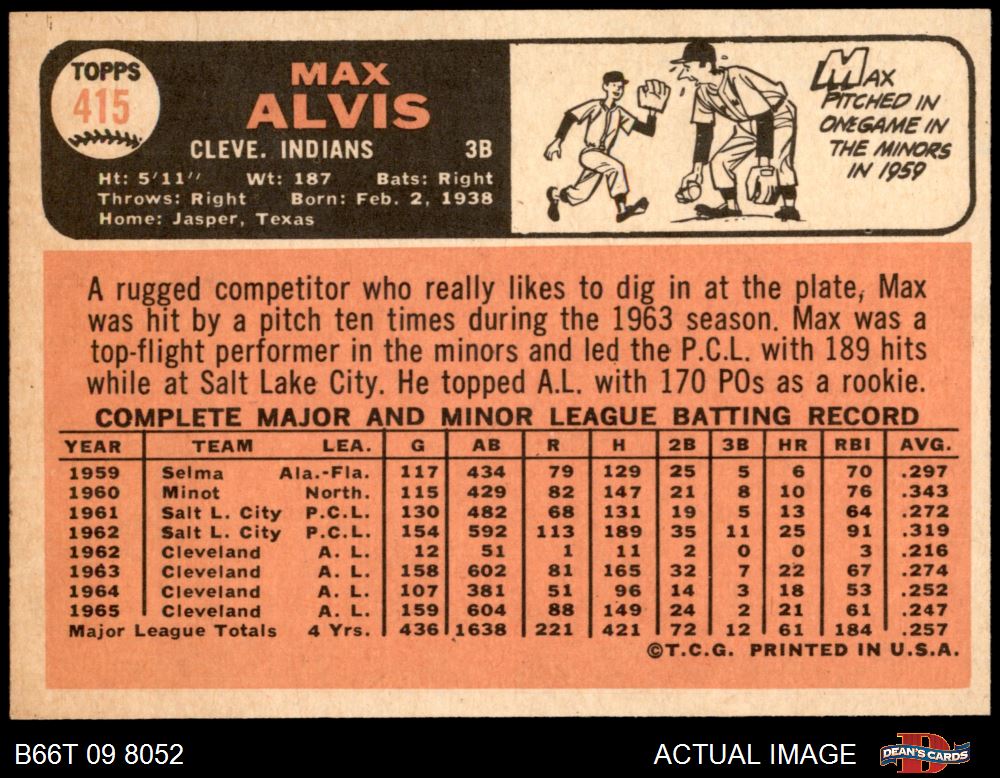 TOPPS
415
MAX
ALVIS
CLEVE. INDIANS 3B
Ht: 5'11" Wt: 187 Bats: Right
Throws: Right Born: Feb. 2, 1938
Home: Jasper, Texas
MAX
PITCHED IN
ONE GAME IN
THE MINORS
IN 1959
A rugged competitor who really likes to dig in at the plate, Max
was hit by a pitch ten times during the 1963 season. Max was a
top-flight performer in the minors and led the P.C.L. with 189 hits
while at Salt Lake City. He topped A.L. with 170 POs as a rookie.
COMPLETE MAJOR AND MINOR LEAGUE BATTING RECORD
YEAR TEAM LEA. G AB R H 2B 3B HR RBI AVG.
1959 Selma Ala.-Fla. 117 434 79 129 25 5 6 70 .297
1960 Minot North. 115 429 82 147 21 8 10 76 .343
1961 Salt L. City P.C.L. 130 482 68 131 19 5 13 64 .272
1962 Salt L. City P.C.L. 154 592 113 189 35 11 25 91 .319
1962 Cleveland A. L. 12 51 1 11 2 0 0 3 .216
1963 Cleveland A. L. 158 602 81 165 32 7 22 67 .274
1964 Cleveland A. L. 107 381 51 96 14 3 18 53 .252
1965 Cleveland A. L. 159 604 88 149 24 2 21 61 .247
Major League Totals 4 Yrs. 436 1638 221 421 72 12 61 184 .257
©T.C.G. PRINTED IN U.S.A.
B66T 09 8052 ACTUAL IMAGE DEAN'S CARDS